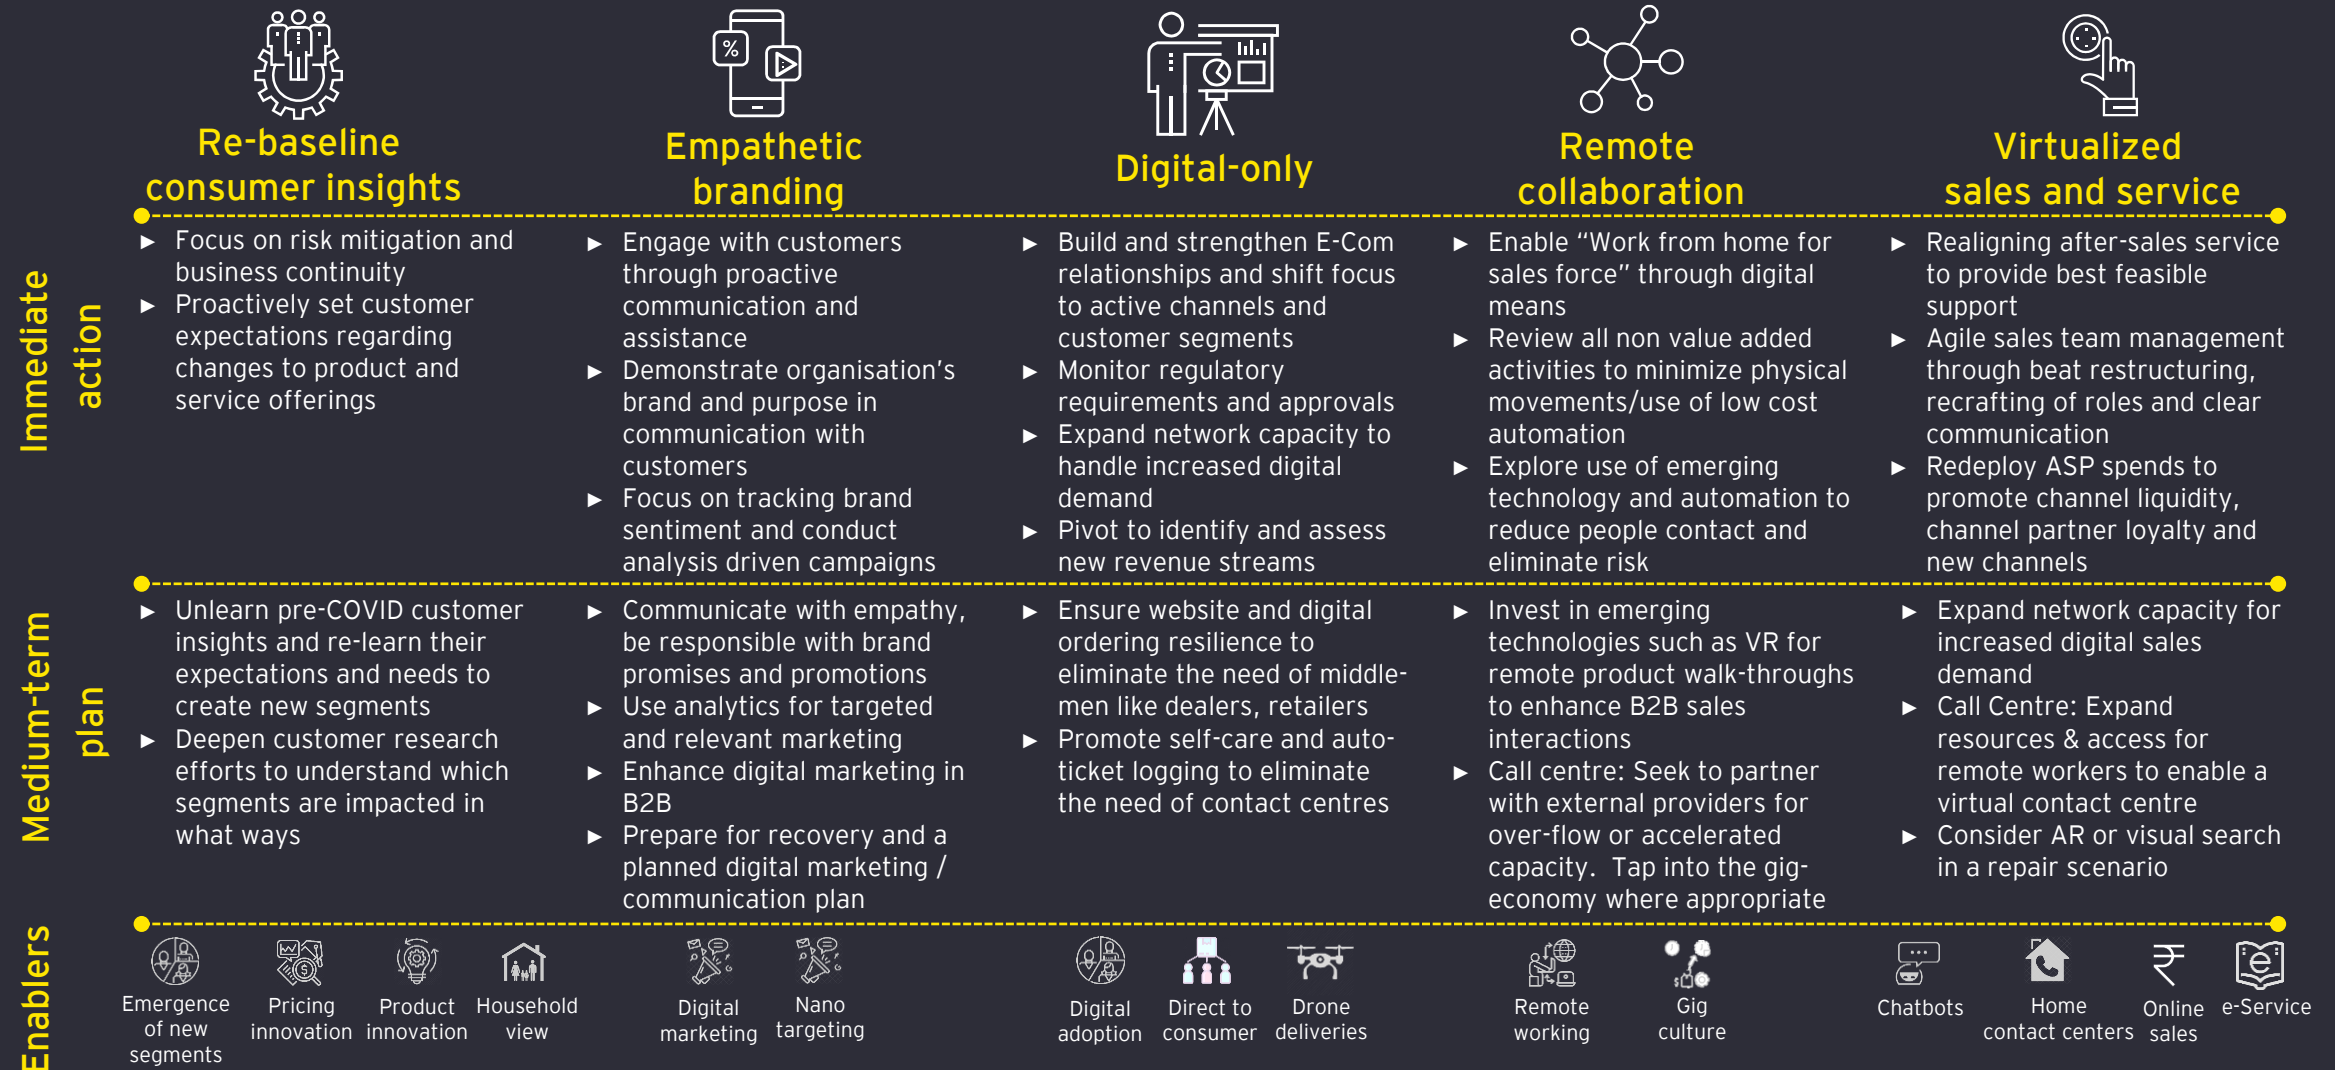 Re-baseline
consumer insights
Empathetic
branding
Digital-only
Remote
collaboration
Virtualized
sales and service
Immediate
action
► Focus on risk mitigation and
business continuity
► Proactively set customer
expectations regarding
changes to product and
service offerings
► Engage with customers
through proactive
communication and
assistance
► Demonstrate organisation's
brand and purpose in
communication with
customers
► Focus on tracking brand
sentiment and conduct
analysis driven campaigns
► Build and strengthen E-Com
relationships and shift focus
to active channels and
customer segments
► Monitor regulatory
requirements and approvals
► Expand network capacity to
handle increased digital
demand
► Pivot to identify and assess
new revenue streams
► Enable “Work from home for
sales force” through digital
means
► Review all non value added
activities to minimize physical
movements/use of low cost
automation
► Explore use of emerging
technology and automation to
reduce people contact and
eliminate risk
► Realigning after-sales service
to provide best feasible
support
► Agile sales team management
through beat restructuring,
recrafting of roles and clear
communication
► Redeploy ASP spends to
promote channel liquidity,
channel partner loyalty and
new channels
Medium-term
plan
► Unlearn pre-COVID customer
insights and re-learn their
expectations and needs to
create new segments
► Deepen customer research
efforts to understand which
segments are impacted in
what ways
► Communicate with empathy,
be responsible with brand
promises and promotions
► Use analytics for targeted
and relevant marketing
► Enhance digital marketing in
B2B
► Prepare for recovery and a
planned digital marketing /
communication plan
► Ensure website and digital
ordering resilience to
eliminate the need of middle-
men like dealers, retailers
► Promote self-care and auto-
ticket logging to eliminate
the need of contact centres
► Invest in emerging
technologies such as VR for
remote product walk-throughs
to enhance B2B sales
interactions
► Call centre: Seek to partner
with external providers for
over-flow or accelerated
capacity.  Tap into the gig-
economy where appropriate
► Expand network capacity for
increased digital sales
demand
► Call Centre: Expand
resources & access for
remote workers to enable a
virtual contact centre
► Consider AR or visual search
in a repair scenario
Enablers
Emergence
of new
segments
Pricing
innovation
Product
innovation
Household
view
Digital
marketing
Nano
targeting
Digital
adoption
Direct to
consumer
Drone
deliveries
Remote
working
Gig
culture
Chatbots
Home
contact centers
Online
sales
e-Service